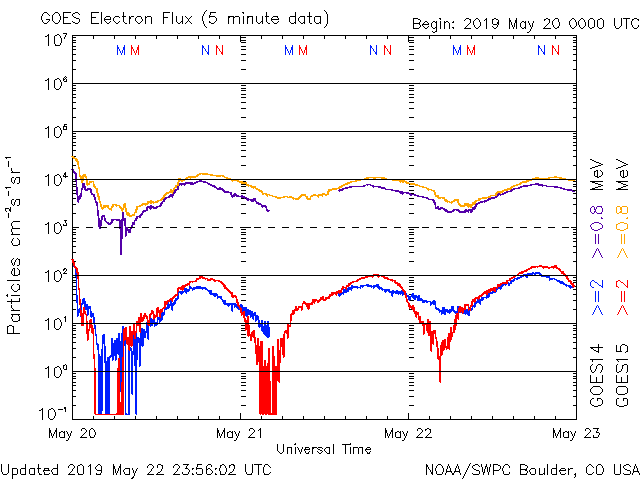 GOES Electron Flux (5 minute data)
Begin: 2019 May 20 0000 UTC
M M N N M M N N M M N N
10⁷
10⁶
10⁵
10⁴
10³
10²
10¹
10⁰
10⁻¹
Particles cm⁻²s⁻¹sr⁻¹
May 20 May 21 May 22 May 23
Universal Time
GOES14 >=2 >=0.8 MeV
GOES15 >=2 >=0.8 MeV
Updated 2019 May 22 23:56:02 UTC
NOAA/SWPC Boulder, CO USA